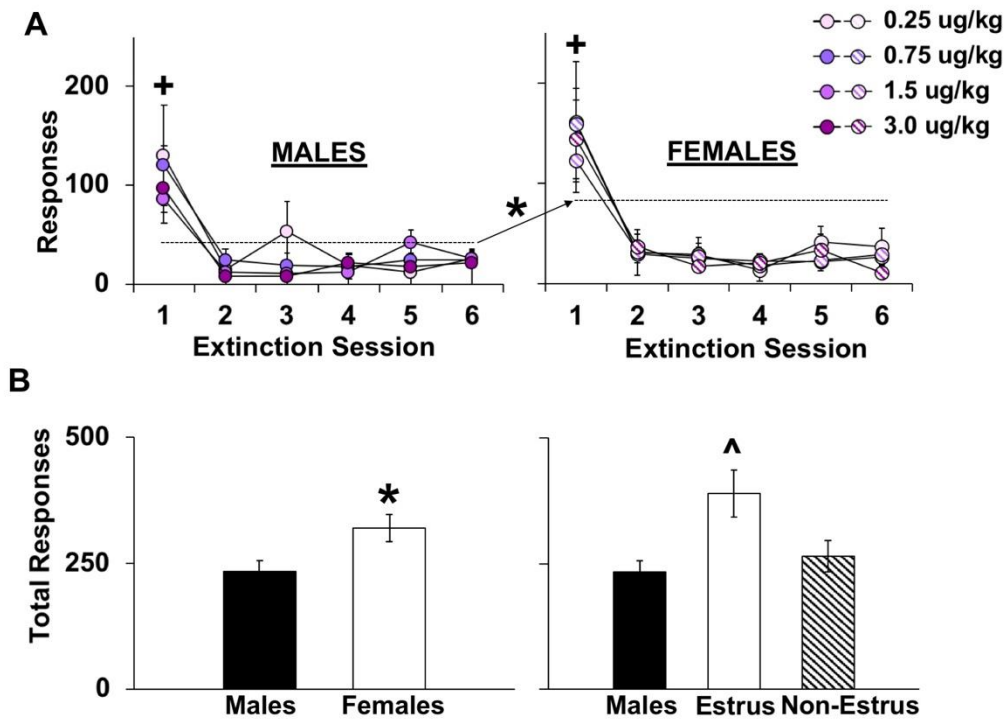 A
0.25 ug/kg
0.75 ug/kg
1.5 ug/kg
3.0 ug/kg
Responses
200
100
0
+
MALES
*
1 2 3 4 5 6
Extinction Session
+
FEMALES
1 2 3 4 5 6
Extinction Session
B
Total Responses
500
250
0
*
Males Females
^
Males Estrus Non-Estrus